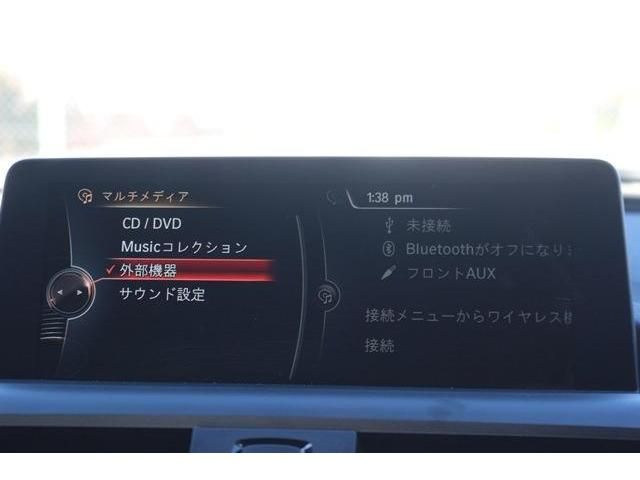 マルチメディア
CD / DVD
Musicコレクション
外部機器
サウンド設定
1:38 pm
未接続
Bluetoothがオフになり
フロントAUX
接続メニューからワイヤレス
接続